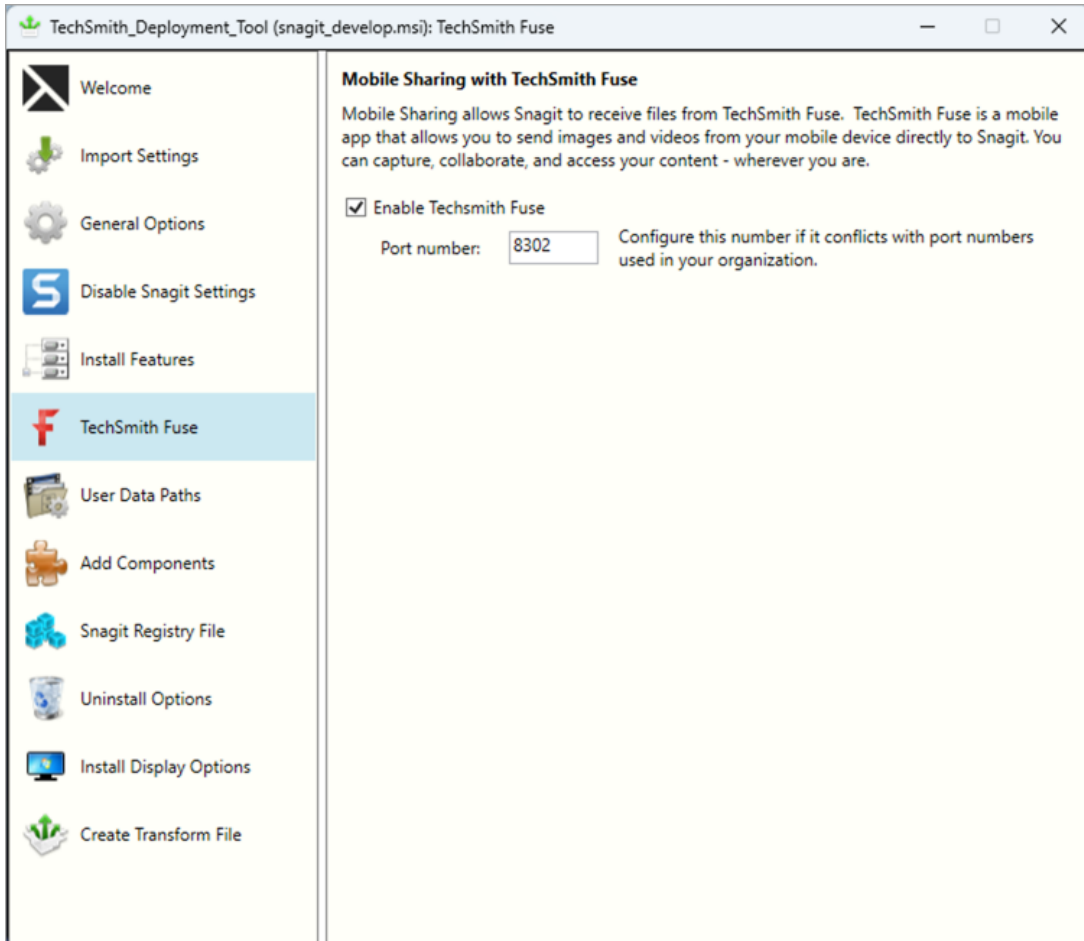 TechSmith_Deployment_Tool (snagit_develop.msi): TechSmith Fuse
Welcome
Import Settings
General Options
Disable Snagit Settings
Install Features
TechSmith Fuse
User Data Paths
Add Components
Snagit Registry File
Uninstall Options
Install Display Options
Create Transform File
Mobile Sharing with TechSmith Fuse
Mobile Sharing allows Snagit to receive files from TechSmith Fuse.  TechSmith Fuse is a mobile
app that allows you to send images and videos from your mobile device directly to Snagit. You
can capture, collaborate, and access your content - wherever you are.
Enable Techsmith Fuse
Port number: 8302
Configure this number if it conflicts with port numbers
used in your organization.